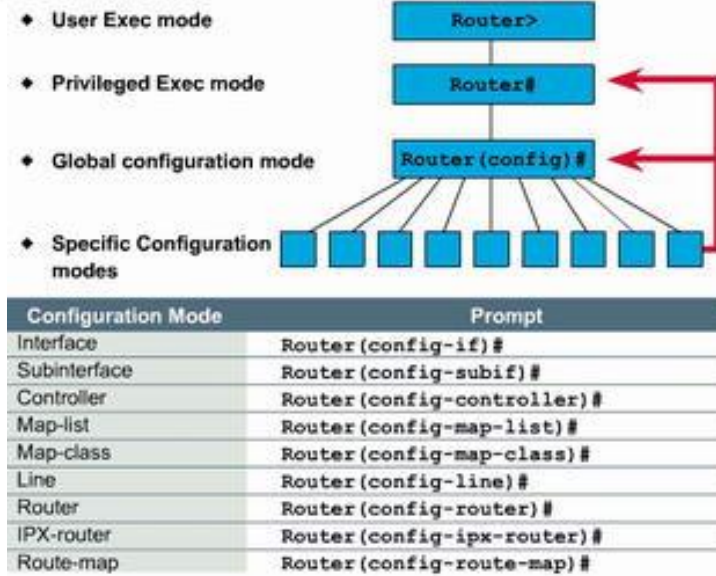 User Exec mode
Router>
Privileged Exec mode
Router#
Global configuration mode
Router(config)#
Specific Configuration
modes
Configuration Mode Prompt
Interface Router(config-if)#
Subinterface Router(config-subif)#
Controller Router(config-controller)#
Map-list Router(config-map-list)#
Map-class Router(config-map-class)#
Line Router(config-line)#
Router Router(config-router)#
IPX-router Router(config-ipx-router)#
Route-map Router(config-route-map)#